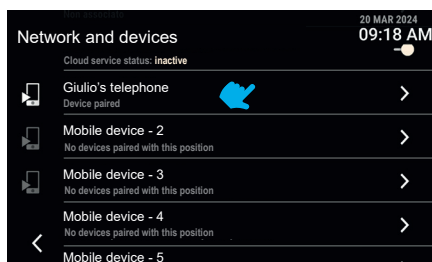 Non associato
20 MAR 2024
Network and devices
09:18 AM
Cloud service status: inactive
Giulio's telephone
Device paired
Mobile device - 2
No devices paired with this position
Mobile device - 3
No devices paired with this position
Mobile device - 4
No devices paired with this position
Mobile device - 5